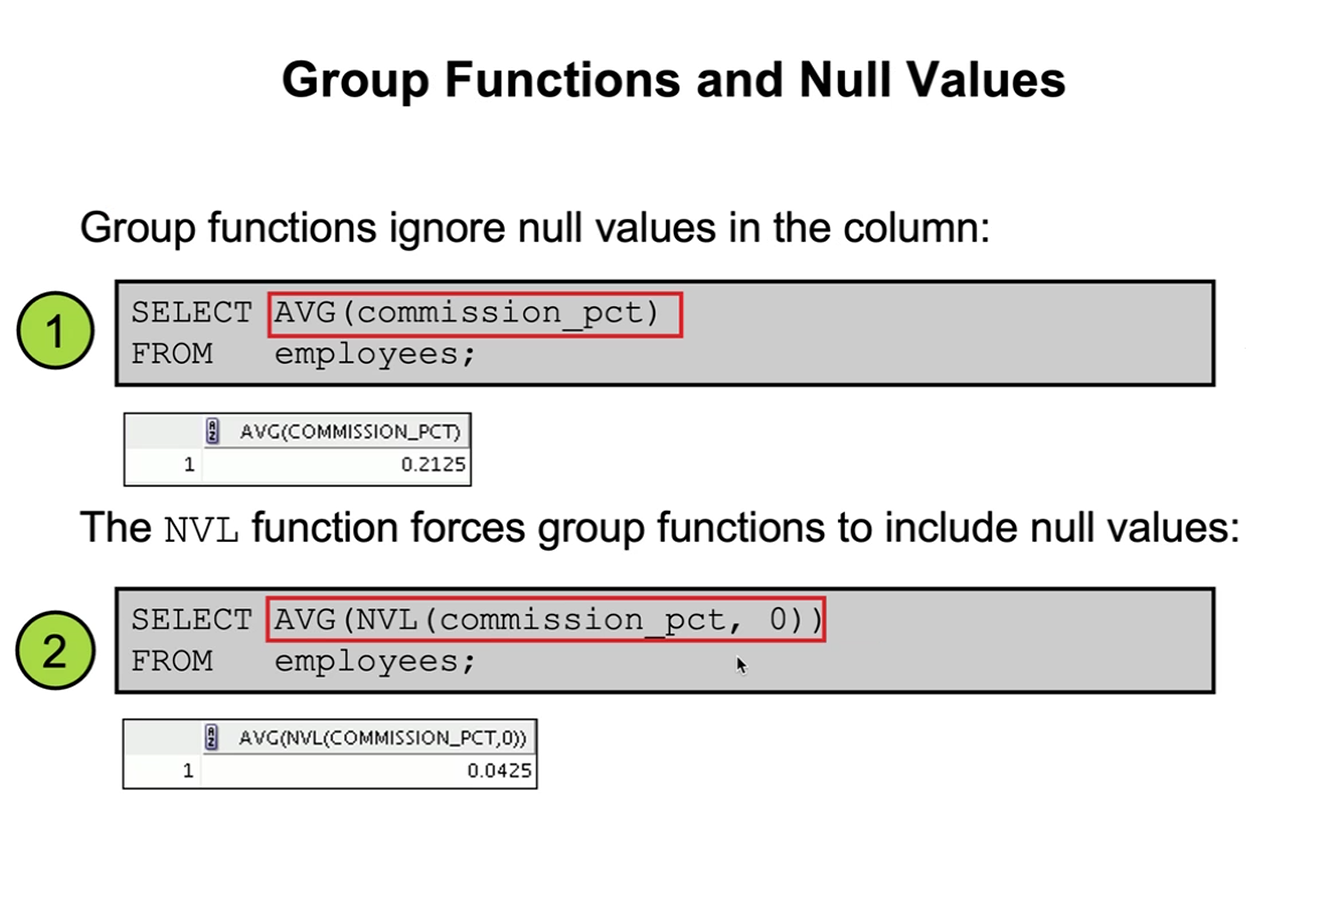 Group Functions and Null Values
Group functions ignore null values in the column:
1
SELECT AVG(commission_pct)
FROM   employees;
AVG(COMMISSION_PCT)
1 0.2125
The NVL function forces group functions to include null values:
2
SELECT AVG(NVL(commission_pct, 0))
FROM   employees;
AVG(NVL(COMMISSION_PCT,0))
1 0.0425